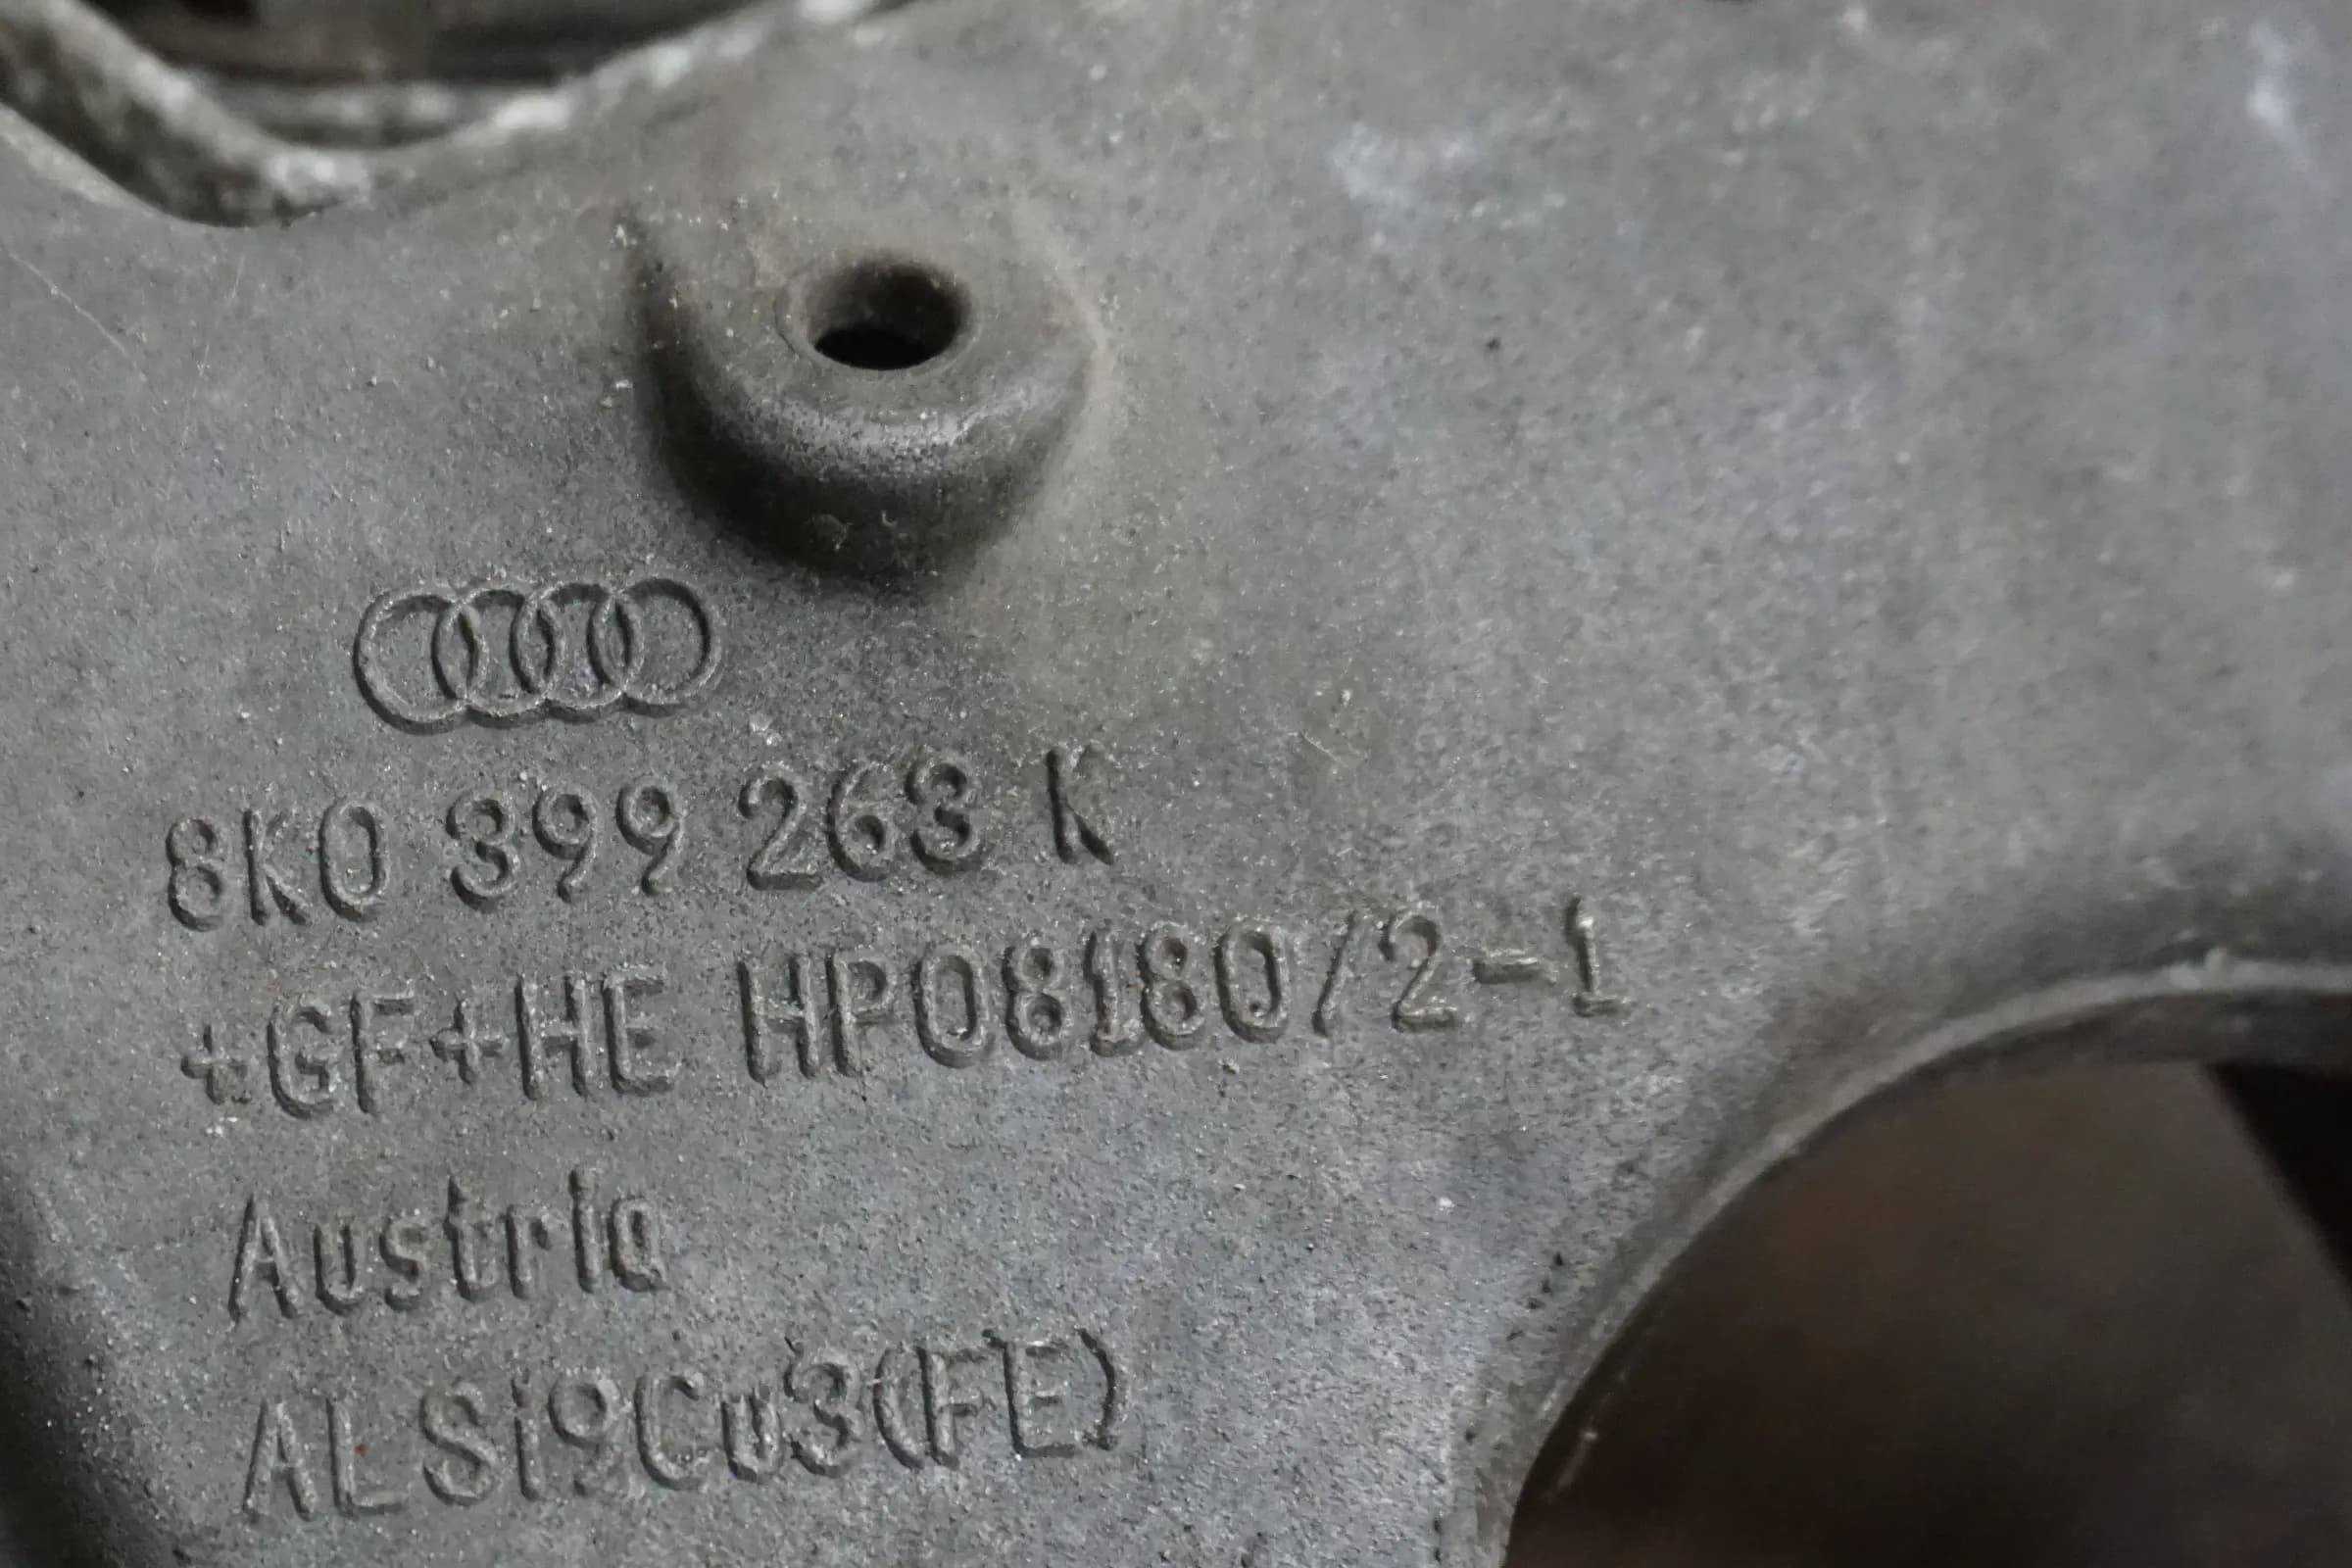 8K0 399 263 K
+GF+HE HP08180/2-1
Austria
ALSi9Cu3(FE)